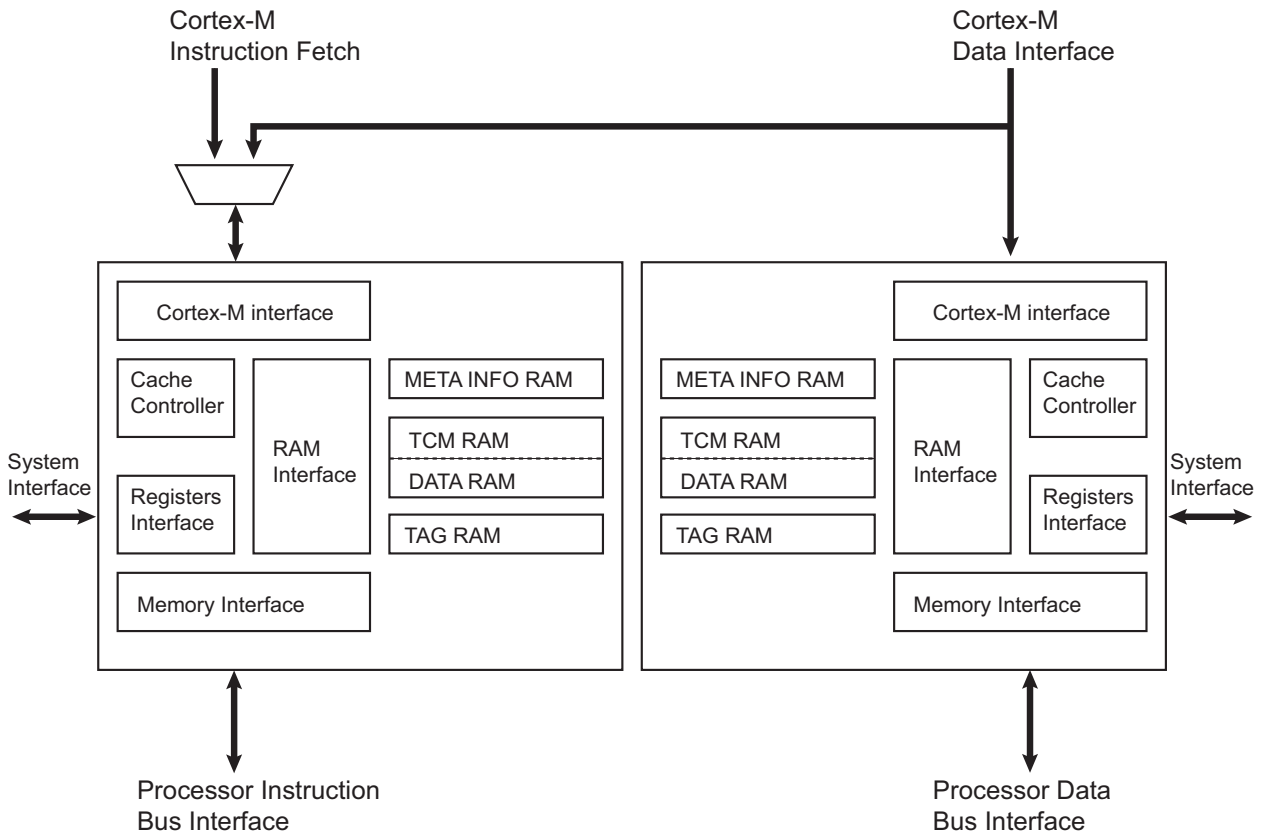 Cortex-M
Instruction Fetch
Cortex-M
Data Interface
Cortex-M interface
Cache
Controller
RAM
Interface
META INFO RAM
TCM RAM
DATA RAM
TAG RAM
System
Interface
Registers
Interface
Memory Interface
Cortex-M interface
META INFO RAM
TCM RAM
DATA RAM
TAG RAM
RAM
Interface
Cache
Controller
Registers
Interface
System
Interface
Memory Interface
Processor Instruction
Bus Interface
Processor Data
Bus Interface